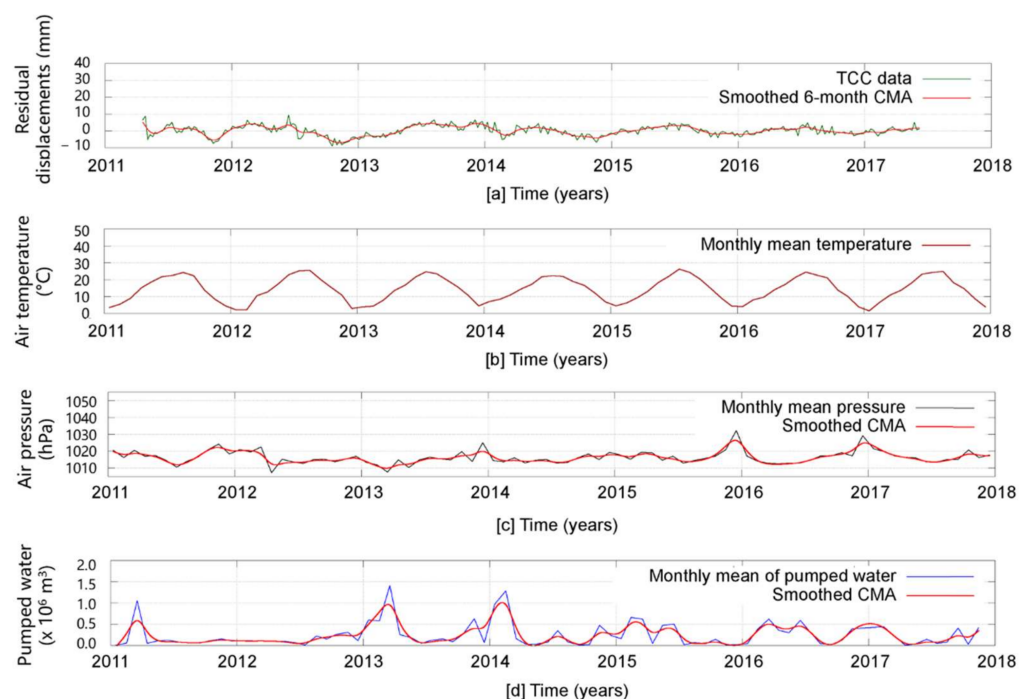 Residual
displacements (mm)
40
30
20
10
0
– 10
TCC data
Smoothed 6-month CMA
2011 2012 2013 2014 2015 2016 2017 2018
[a] Time (years)
Air temperature
(°C)
50
40
30
20
10
0
Monthly mean temperature
2011 2012 2013 2014 2015 2016 2017 2018
[b] Time (years)
Air pressure
(hPa)
1050
1040
1030
1020
1010
Monthly mean pressure
Smoothed CMA
2011 2012 2013 2014 2015 2016 2017 2018
[c] Time (years)
Pumped water
(x 10⁶ m³)
2.0
1.5
1.0
0.5
0.0
Monthly mean of pumped water
Smoothed CMA
2011 2012 2013 2014 2015 2016 2017 2018
[d] Time (years)